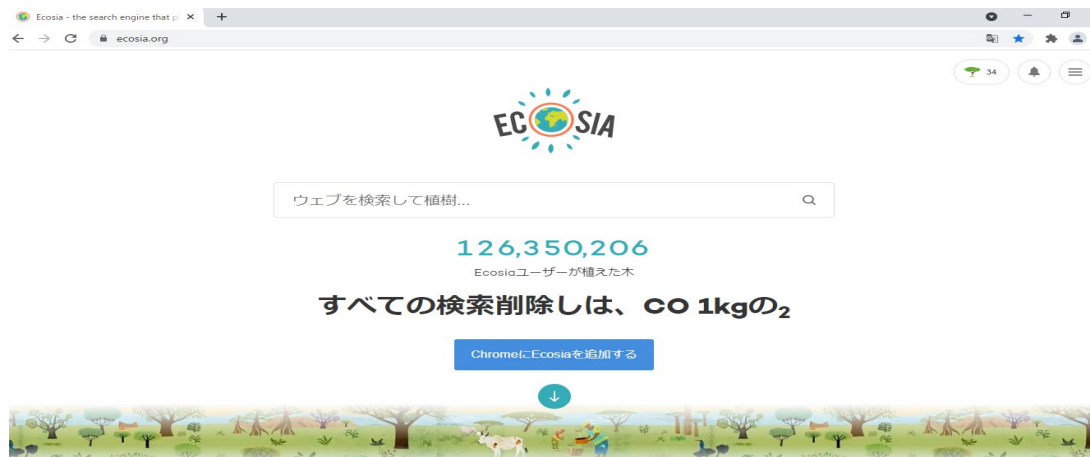 Ecosia - the search engine that p
ecosia.org
34
ECOSIA
ウェブを検索して植樹...
126,350,206
Ecosiaユーザーが植えた木
すべての検索削除しは、CO 1kgの₂
ChromeにEcosiaを追加する